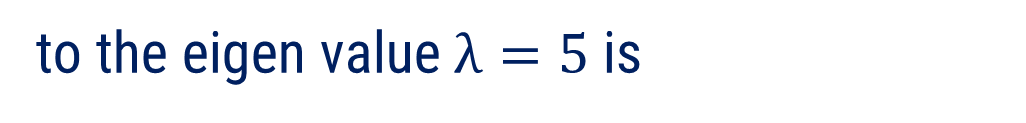 to the eigen value λ = 5 is